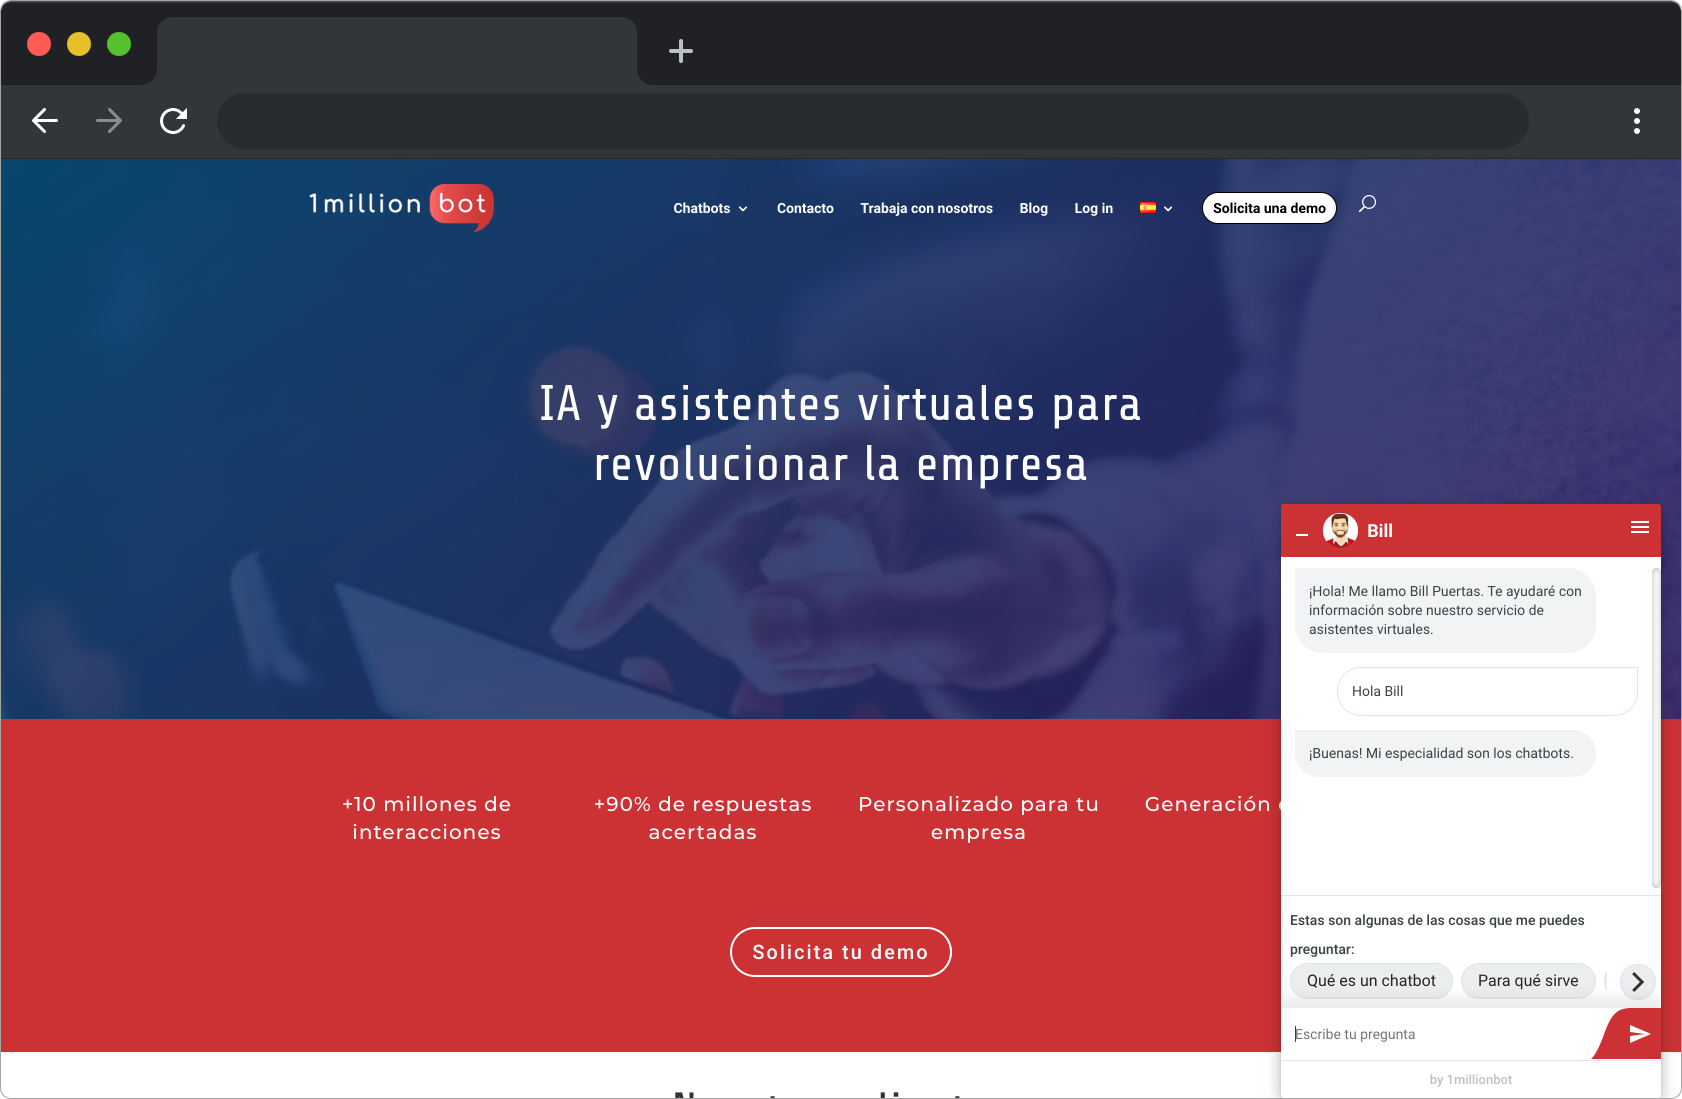 1million bot
Chatbots Contacto Trabaja con nosotros Blog Log in Solicita una demo
IA y asistentes virtuales para
revolucionar la empresa
+10 millones de
interacciones
+90% de respuestas
acertadas
Personalizado para tu
empresa
Generación
Solicita tu demo
Bill
¡Hola! Me llamo Bill Puertas. Te ayudaré con
información sobre nuestro servicio de
asistentes virtuales.
Hola Bill
¡Buenas! Mi especialidad son los chatbots.
Estas son algunas de las cosas que me puedes
preguntar:
Qué es un chatbot Para qué sirve
Escribe tu pregunta
by 1millionbot